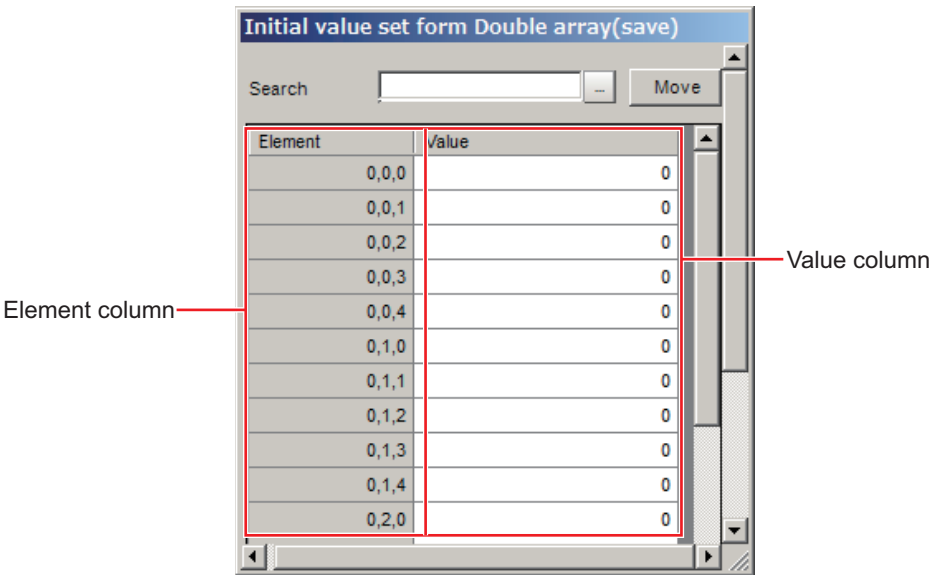 Initial value set form Double array(save)
Search ... Move
Element Value
0,0,0 0
0,0,1 0
0,0,2 0
0,0,3 0
0,0,4 0
0,1,0 0
0,1,1 0
0,1,2 0
0,1,3 0
0,1,4 0
0,2,0 0
Element column
Value column